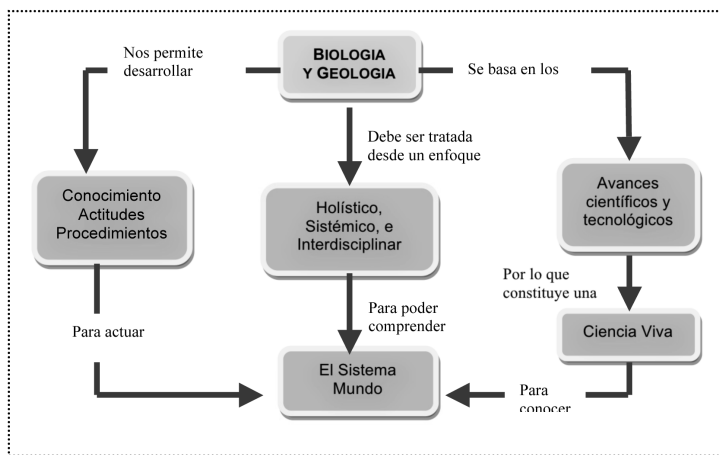 BIOLOGIA
Y GEOLOGIA
Nos permite
desarrollar
Se basa en los
Debe ser tratada
desde un enfoque
Conocimiento
Actitudes
Procedimientos
Holístico,
Sistémico, e
Interdisciplinar
Avances
científicos y
tecnológicos
Por lo que
constituye una
Para actuar
Para poder
comprender
Ciencia Viva
El Sistema
Mundo
Para
conocer